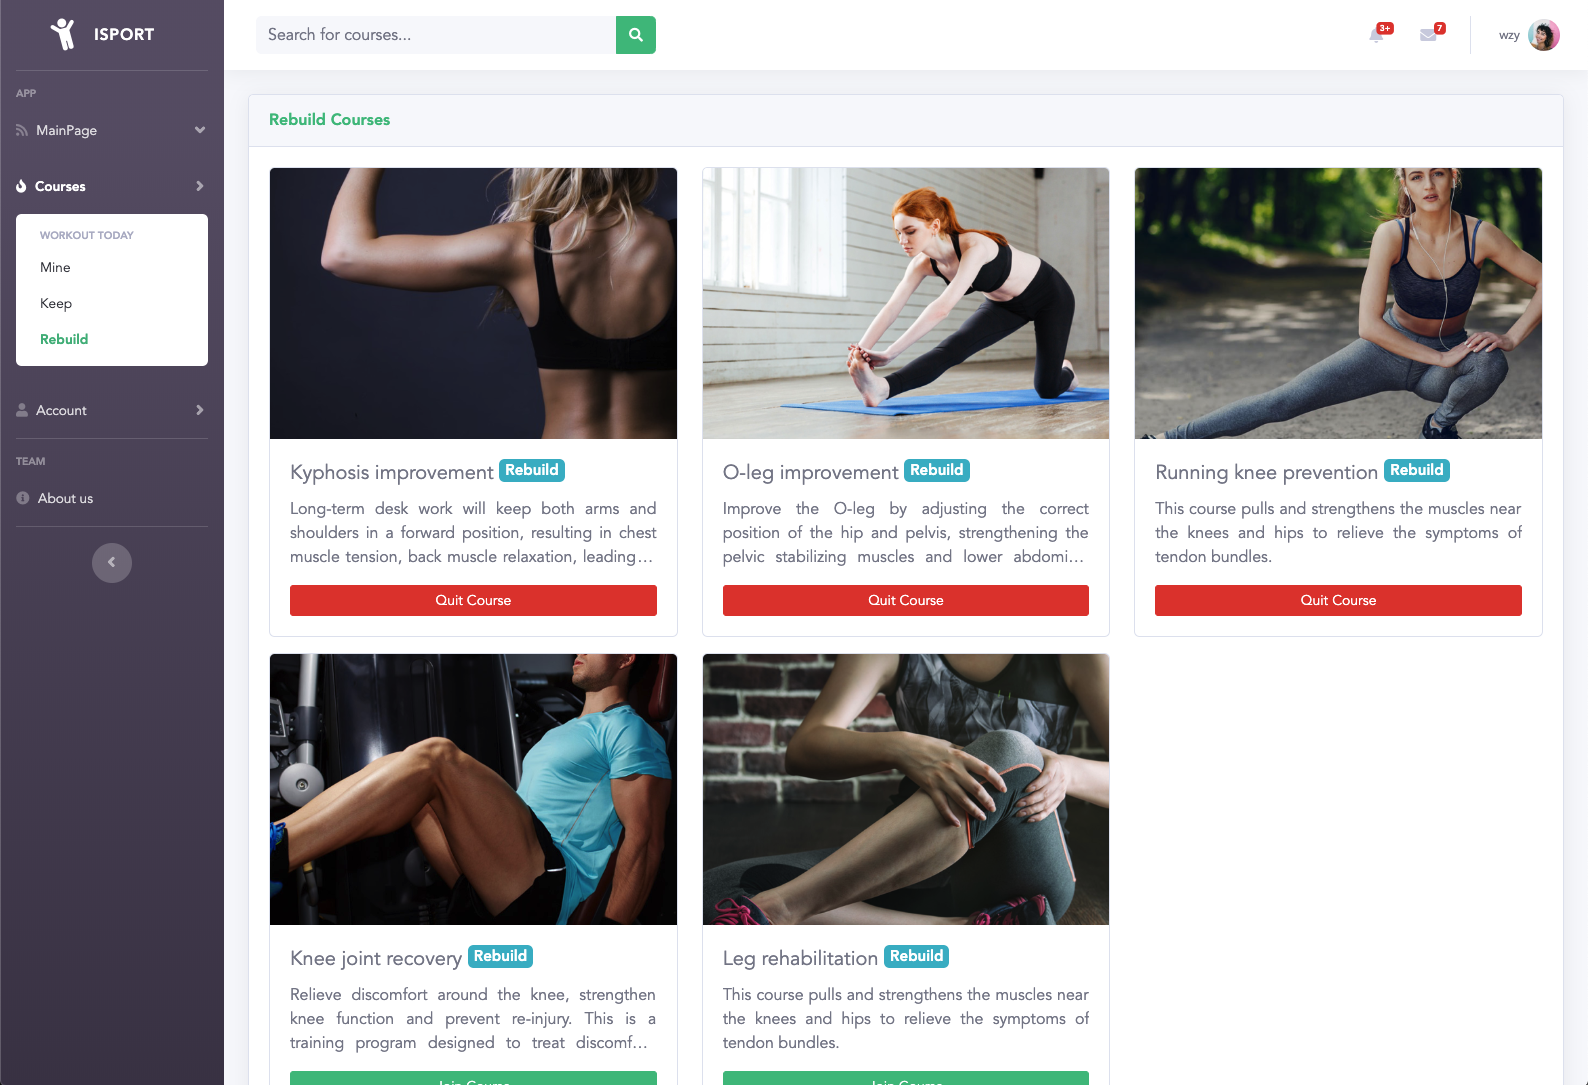 ISPORT
Search for courses...
3+
7
wzy
APP
MainPage
Courses
WORKOUT TODAY
Mine
Keep
Rebuild
Account
TEAM
About us
Rebuild Courses
Kyphosis improvement Rebuild
Long-term desk work will keep both arms and
shoulders in a forward position, resulting in chest
muscle tension, back muscle relaxation, leading...
Quit Course
O-leg improvement Rebuild
Improve the O-leg by adjusting the correct
position of the hip and pelvis, strengthening the
pelvic stabilizing muscles and lower abdomi...
Quit Course
Running knee prevention Rebuild
This course pulls and strengthens the muscles near
the knees and hips to relieve the symptoms of
tendon bundles.
Quit Course
Knee joint recovery Rebuild
Relieve discomfort around the knee, strengthen
knee function and prevent re-injury. This is a
training program designed to treat discomf...
Join Course
Leg rehabilitation Rebuild
This course pulls and strengthens the muscles near
the knees and hips to relieve the symptoms of
tendon bundles.
Join Course